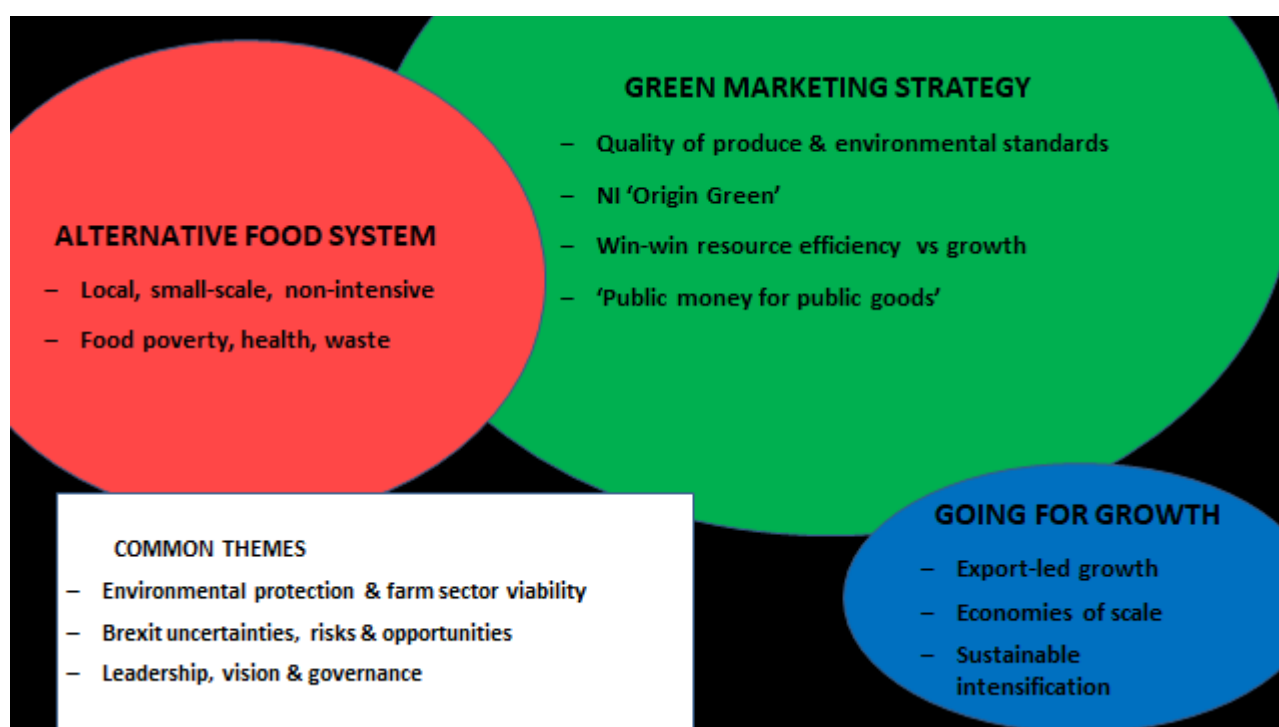 GREEN MARKETING STRATEGY
– Quality of produce & environmental standards
– NI ‘Origin Green’
– Win-win resource efficiency vs growth
– ‘Public money for public goods’
ALTERNATIVE FOOD SYSTEM
– Local, small-scale, non-intensive
– Food poverty, health, waste
COMMON THEMES
– Environmental protection & farm sector viability
– Brexit uncertainties, risks & opportunities
– Leadership, vision & governance
GOING FOR GROWTH
– Export-led growth
– Economies of scale
– Sustainable
intensification